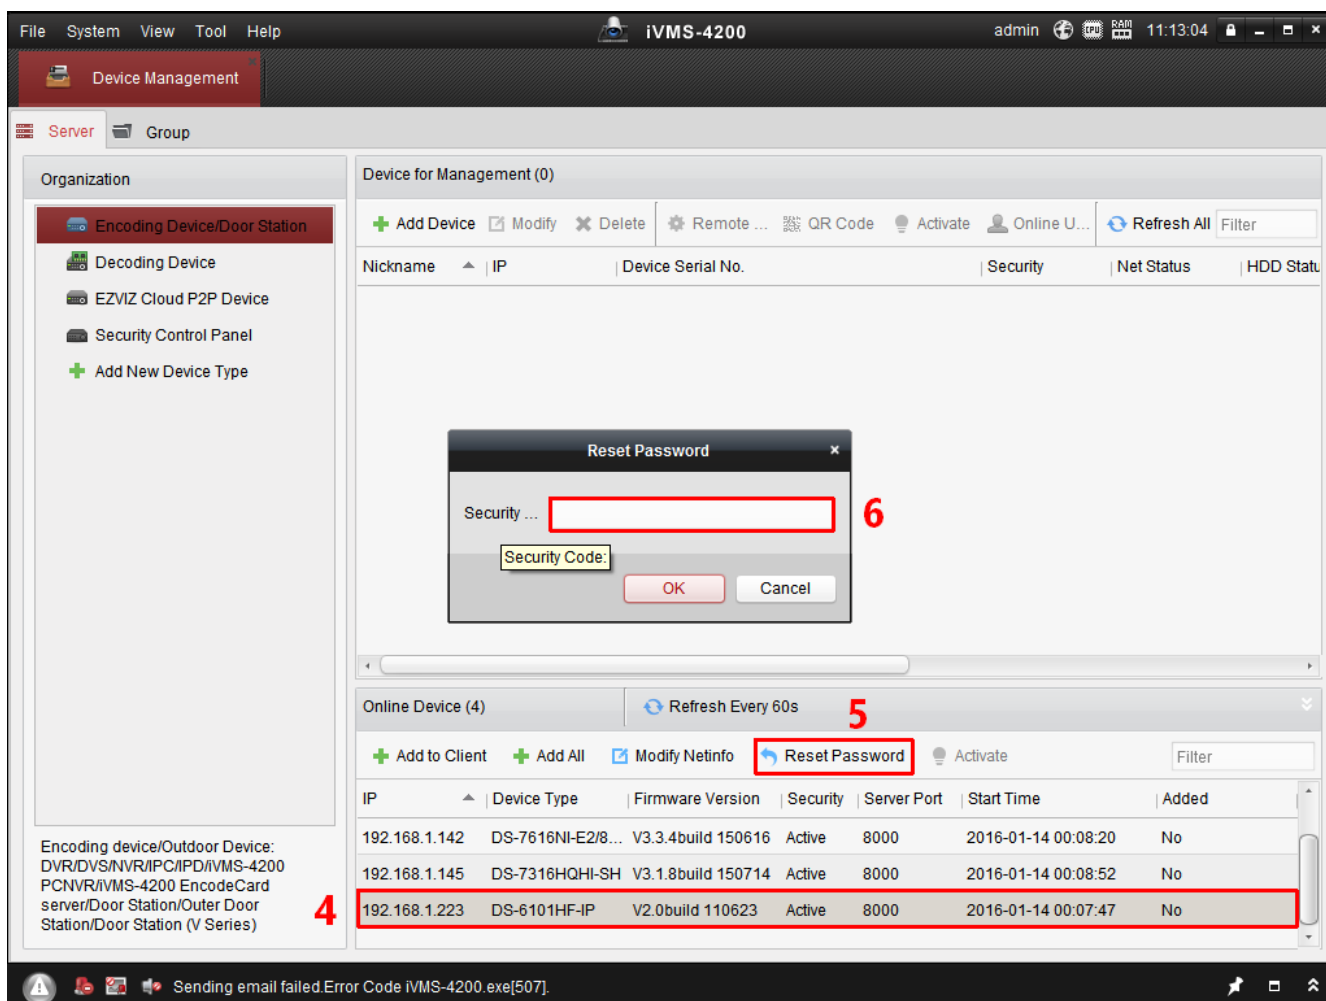 File System View Tool Help iVMS-4200 admin CPU RAM 11:13:04
Device Management
Server Group
Organization
Encoding Device/Door Station
Decoding Device
EZVIZ Cloud P2P Device
Security Control Panel
Add New Device Type
Encoding device/Outdoor Device:
DVR/DVS/NVR/IPC/IPD/iVMS-4200
PCNVR/iVMS-4200 EncodeCard
server/Door Station/Outer Door
Station/Door Station (V Series)
Device for Management (0)
Add Device Modify Delete Remote ... QR Code Activate Online U... Refresh All Filter
Nickname IP Device Serial No. Security Net Status HDD Statu
Reset Password
Security ... 6
Security Code:
OK Cancel
Online Device (4) Refresh Every 60s 5
Add to Client Add All Modify Netinfo Reset Password Activate Filter
IP Device Type Firmware Version Security Server Port Start Time Added
192.168.1.142 DS-7616NI-E2/8... V3.3.4build 150616 Active 8000 2016-01-14 00:08:20 No
192.168.1.145 DS-7316HQHI-SH V3.1.8build 150714 Active 8000 2016-01-14 00:08:52 No
4 192.168.1.223 DS-6101HF-IP V2.0build 110623 Active 8000 2016-01-14 00:07:47 No
Sending email failed.Error Code iVMS-4200.exe[507].